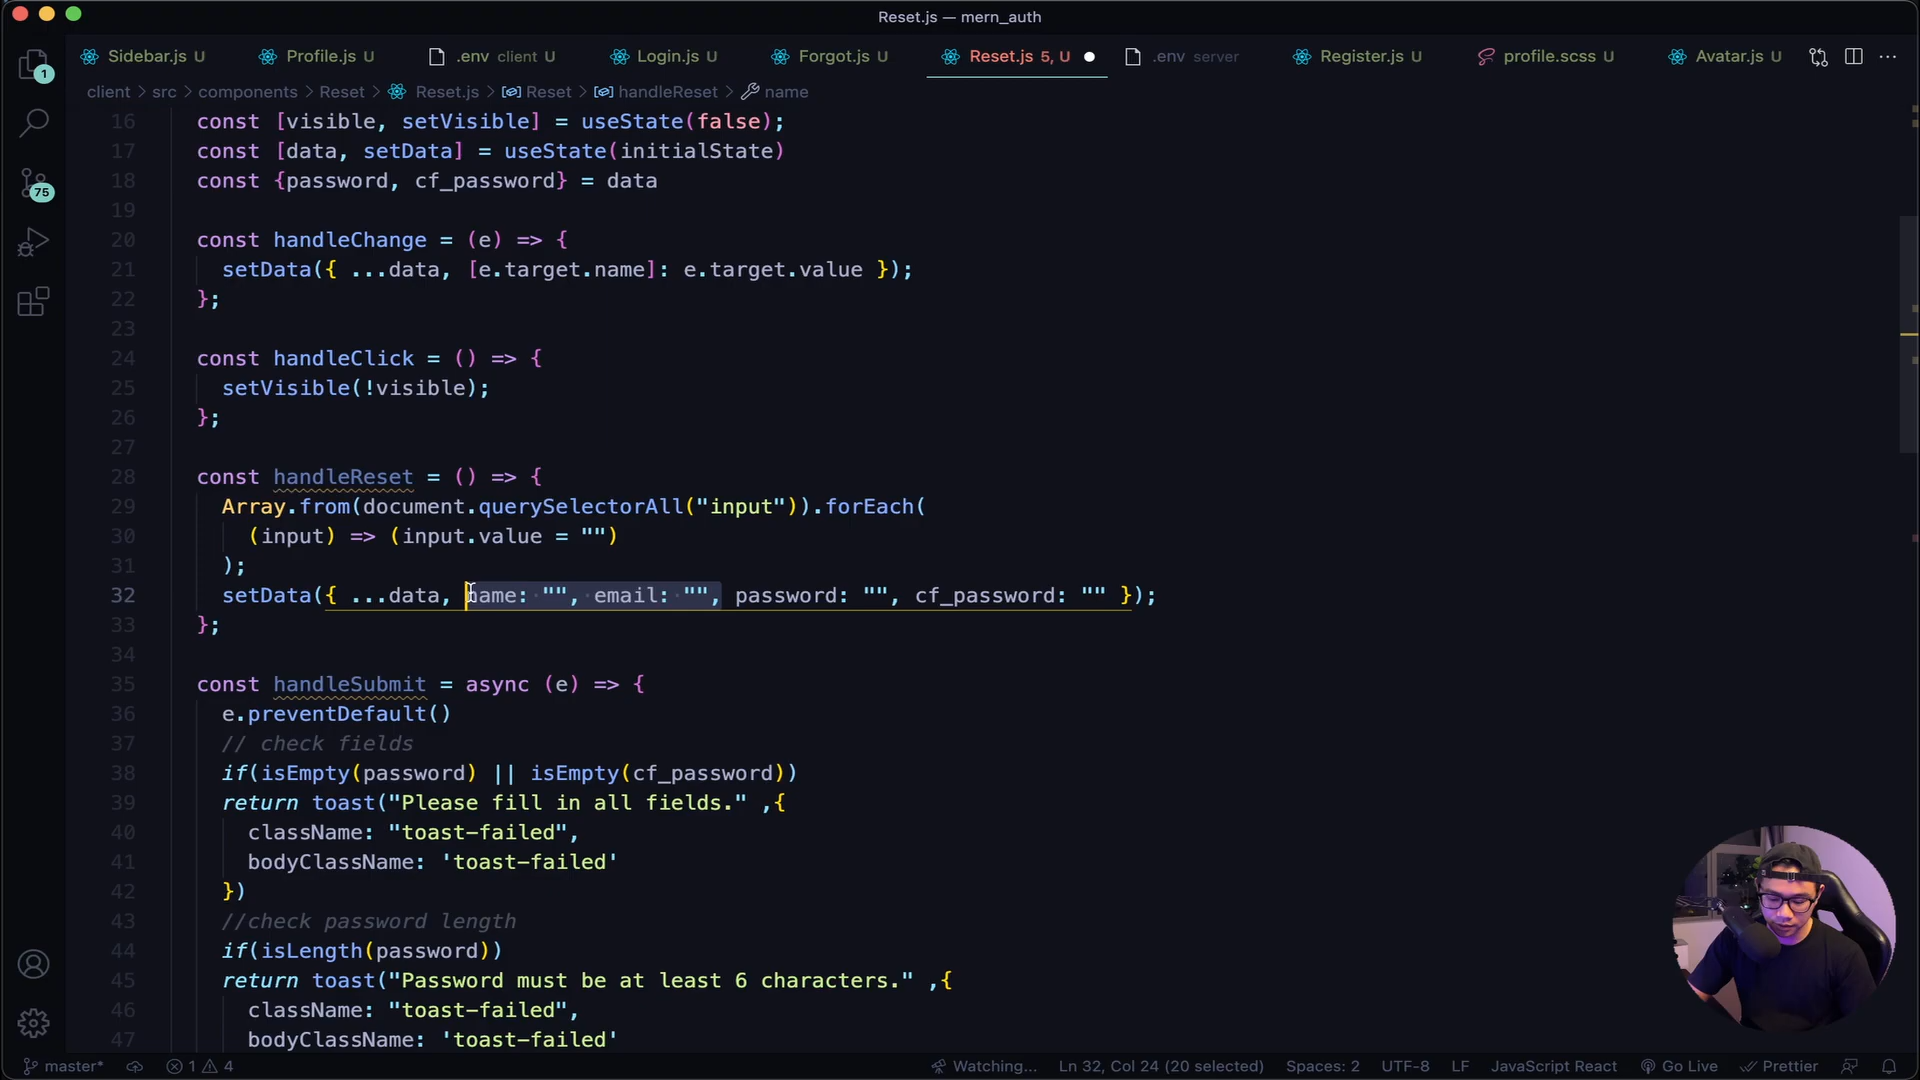 Reset.js — mern_auth
Sidebar.js U Profile.js U .env client U Login.js U Forgot.js U Reset.js 5, U .env server Register.js U profile.scss U Avatar.js U
client > src > components > Reset > Reset.js > Reset > handleReset > name
16 const [visible, setVisible] = useState(false);
17 const [data, setData] = useState(initialState)
18 const {password, cf_password} = data
19
20 const handleChange = (e) => {
21 setData({ ...data, [e.target.name]: e.target.value });
22 };
23
24 const handleClick = () => {
25 setVisible(!visible);
26 };
27
28 const handleReset = () => {
29 Array.from(document.querySelectorAll("input")).forEach(
30 (input) => (input.value = "")
31 );
32 setData({ ...data, name: "", email: "", password: "", cf_password: "" });
33 };
34
35 const handleSubmit = async (e) => {
36 e.preventDefault()
37 // check fields
38 if(isEmpty(password) || isEmpty(cf_password))
39 return toast("Please fill in all fields." ,{
40 className: "toast-failed",
41 bodyClassName: 'toast-failed'
42 })
43 //check password length
44 if(isLength(password))
45 return toast("Password must be at least 6 characters." ,{
46 className: "toast-failed",
47 bodyClassName: 'toast-failed'
1
75
master* 1 4 Watching... Ln 32, Col 24 (20 selected) Spaces: 2 UTF-8 LF JavaScript React Go Live Prettier